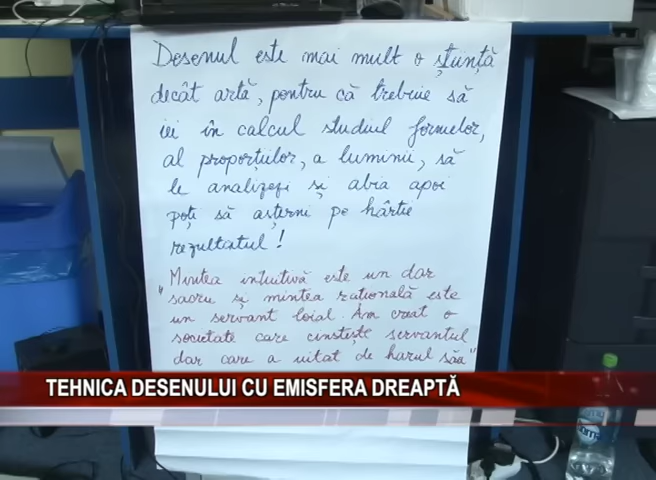 Desenul este mai mult o știință
decât artă, pentru că trebuie să
iei în calcul studiul formelor,
al proporțiilor, a luminii, să
le analizezi și abia apoi
poți să așterni pe hârtie
rezultatul!
"Mintea intuitivă este un dar
sacru și mintea rațională este
un servant loial. Am creat o
societate care cinstește servantul
dar care a uitat de harul său"
TEHNICA DESENULUI CU EMISFERA DREAPTĂ